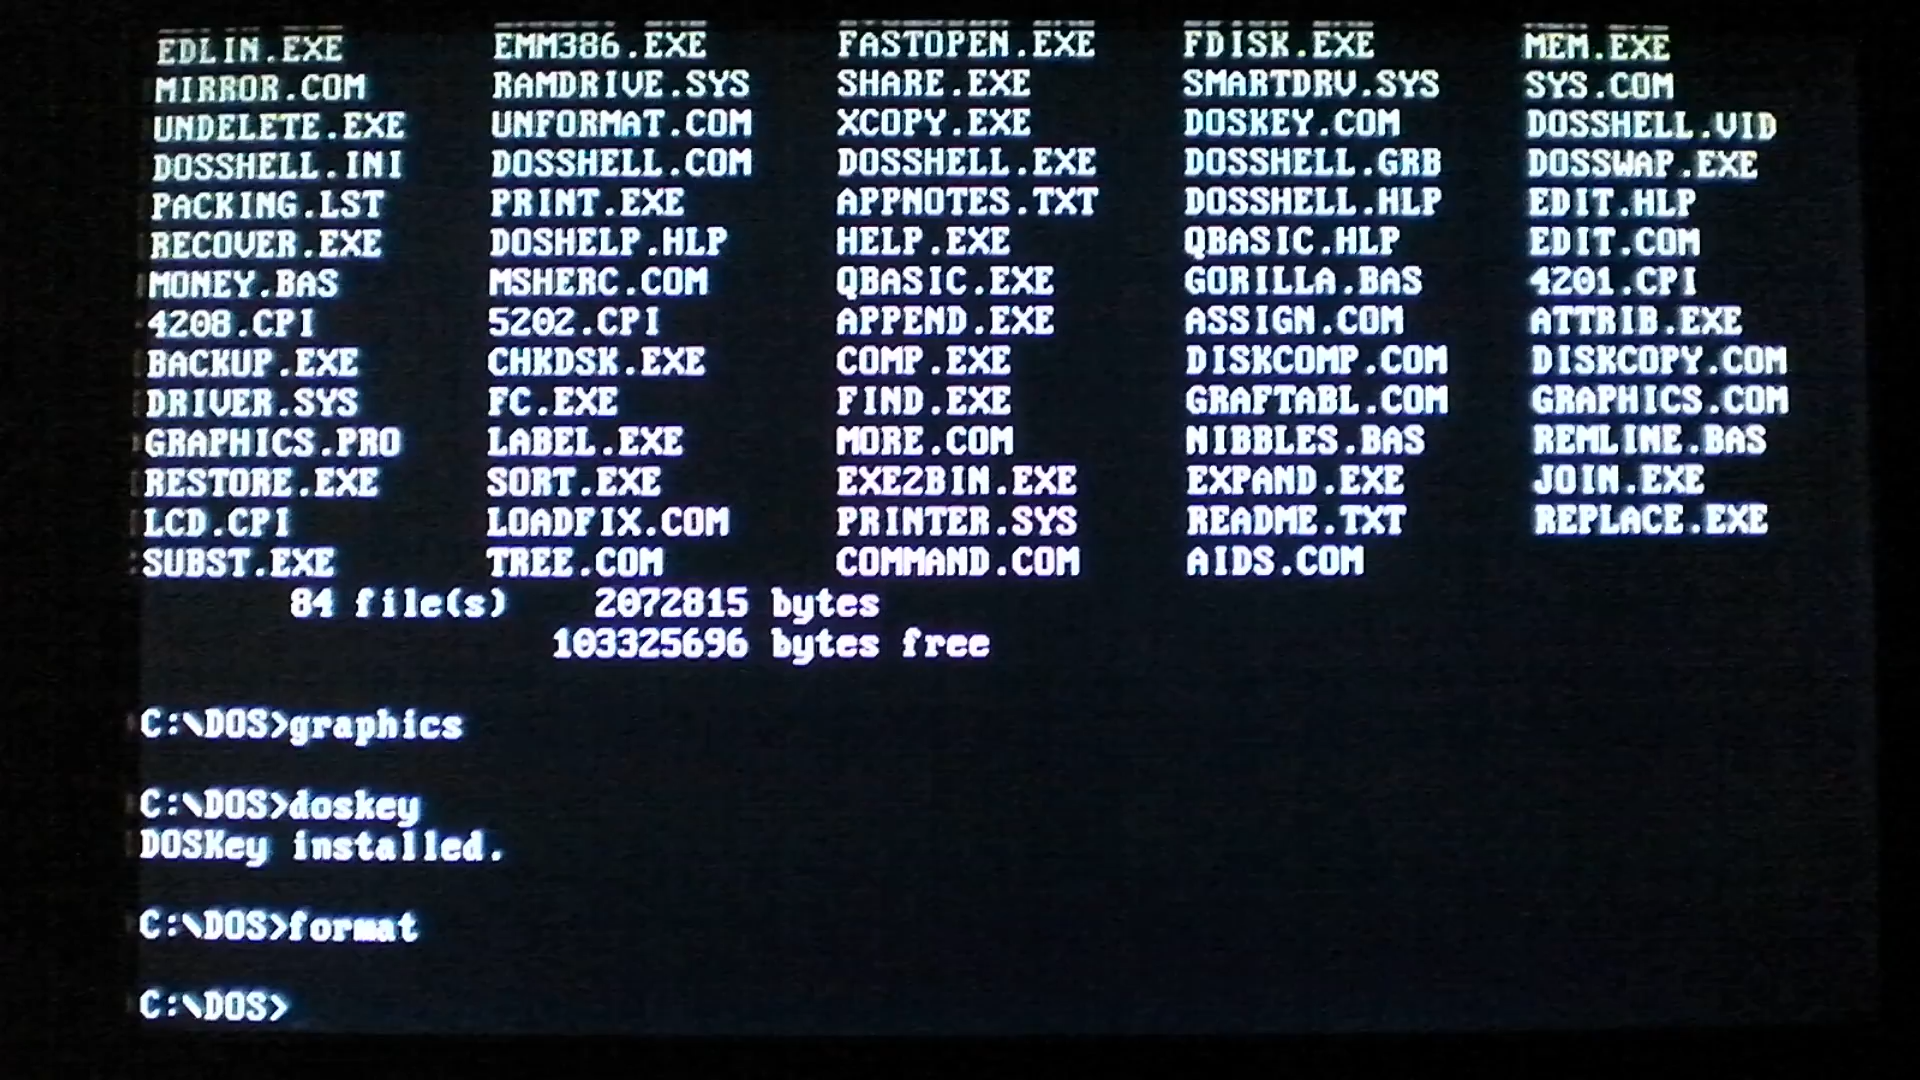 EDLIN.EXE EMM386.EXE FASTOPEN.EXE FDISK.EXE MEM.EXE
MIRROR.COM RAMDRIVE.SYS SHARE.EXE SMARTDRV.SYS SYS.COM
UNDELETE.EXE UNFORMAT.COM XCOPY.EXE DOSKEY.COM DOSSHELL.VID
DOSSHELL.INI DOSSHELL.COM DOSSHELL.EXE DOSSHELL.GRB DOSSWAP.EXE
PACKING.LST PRINT.EXE APPNOTES.TXT DOSSHELL.HLP EDIT.HLP
RECOVER.EXE DOSHELP.HLP HELP.EXE QBASIC.HLP EDIT.COM
MONEY.BAS MSHERC.COM QBASIC.EXE GORILLA.BAS 4201.CPI
4208.CPI 5202.CPI APPEND.EXE ASSIGN.COM ATTRIB.EXE
BACKUP.EXE CHKDSK.EXE COMP.EXE DISKCOMP.COM DISKCOPY.COM
DRIVER.SYS FC.EXE FIND.EXE GRAFTABL.COM GRAPHICS.COM
GRAPHICS.PRO LABEL.EXE MORE.COM NIBBLES.BAS REMLINE.BAS
RESTORE.EXE SORT.EXE EXE2BIN.EXE EXPAND.EXE JOIN.EXE
LCD.CPI LOADFIX.COM PRINTER.SYS README.TXT REPLACE.EXE
SUBST.EXE TREE.COM COMMAND.COM AIDS.COM
84 file(s) 2072815 bytes
103325696 bytes free
C:\DOS>graphics
C:\DOS>doskey
DOSKey installed.
C:\DOS>format
C:\DOS>